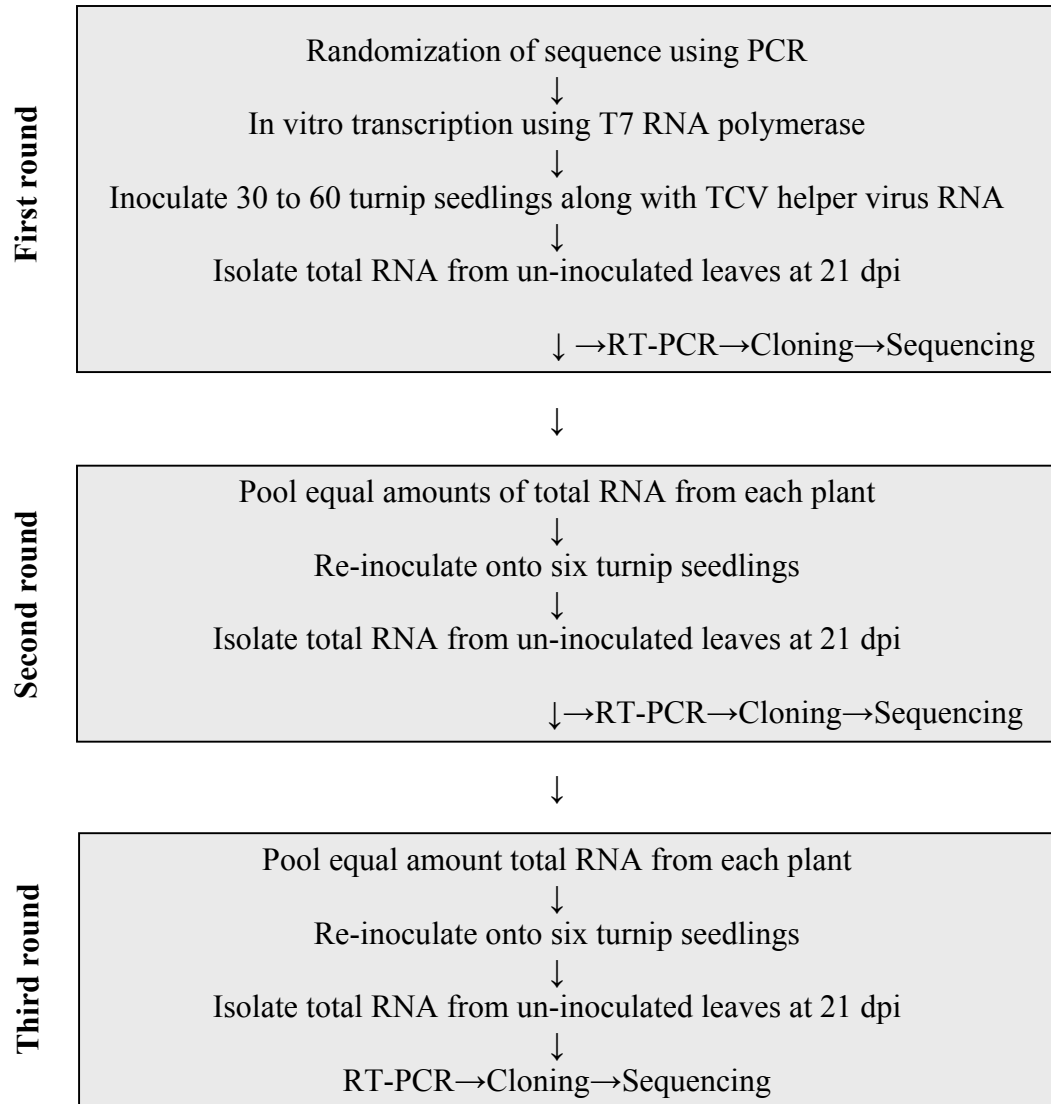 First round
Randomization of sequence using PCR
↓
In vitro transcription using T7 RNA polymerase
↓
Inoculate 30 to 60 turnip seedlings along with TCV helper virus RNA
↓
Isolate total RNA from un-inoculated leaves at 21 dpi
↓ →RT-PCR→Cloning→Sequencing
↓
Second round
Pool equal amounts of total RNA from each plant
↓
Re-inoculate onto six turnip seedlings
↓
Isolate total RNA from un-inoculated leaves at 21 dpi
↓→RT-PCR→Cloning→Sequencing
↓
Third round
Pool equal amount total RNA from each plant
↓
Re-inoculate onto six turnip seedlings
↓
Isolate total RNA from un-inoculated leaves at 21 dpi
↓
RT-PCR→Cloning→Sequencing